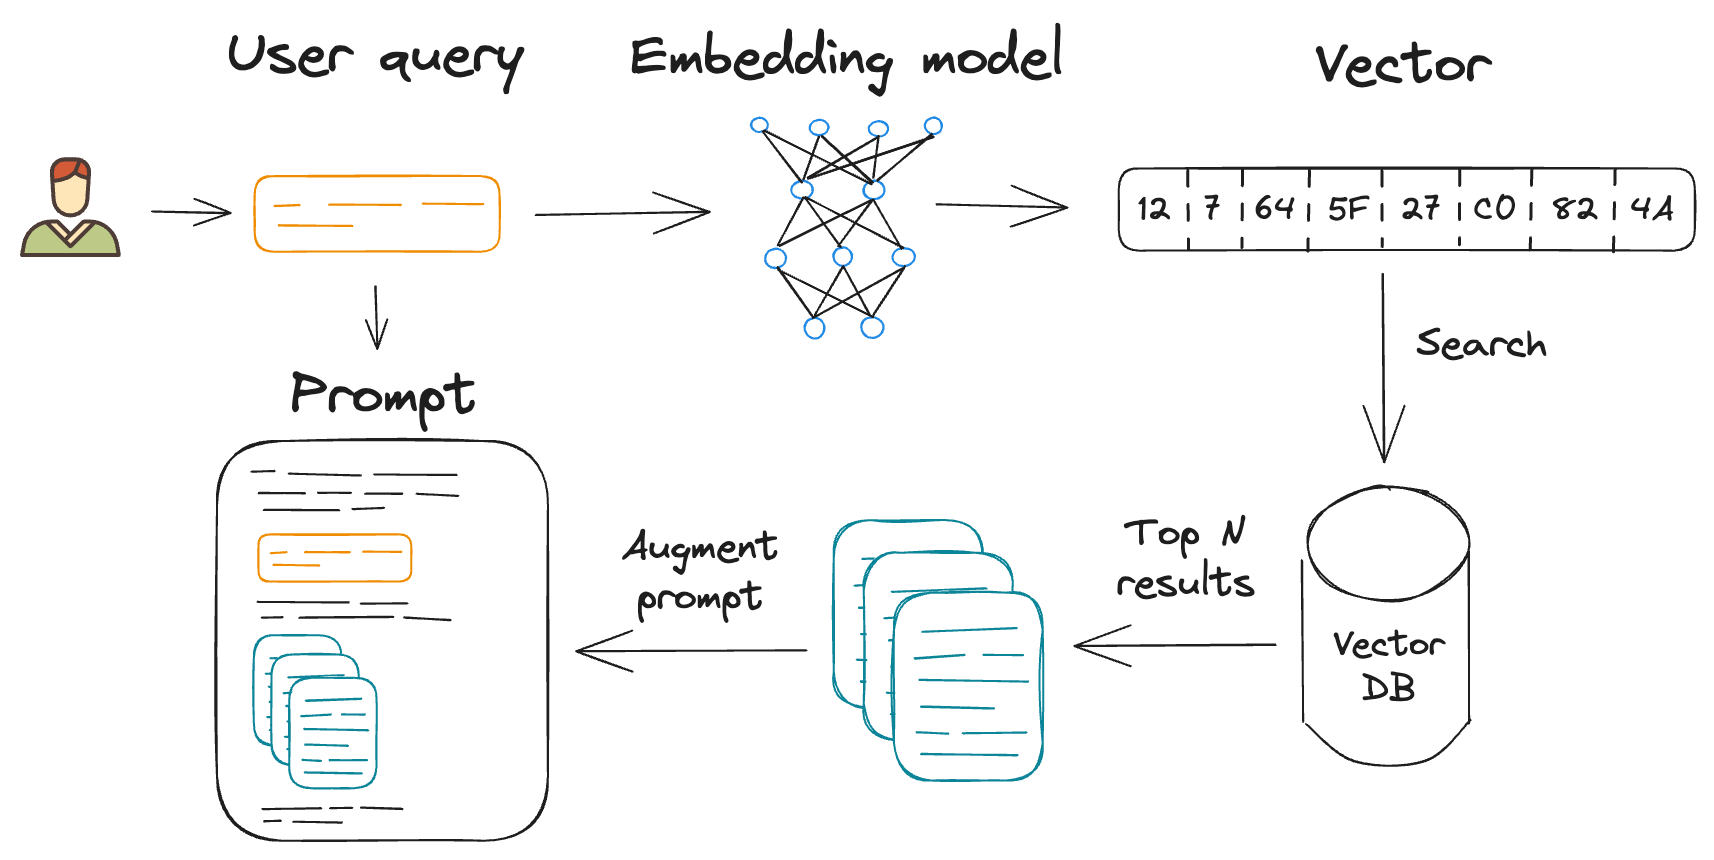 User query
Embedding model
Vector
12 7 64 5F 27 C0 82 4A
Search
Prompt
Augment
prompt
Top N
results
Vector
DB